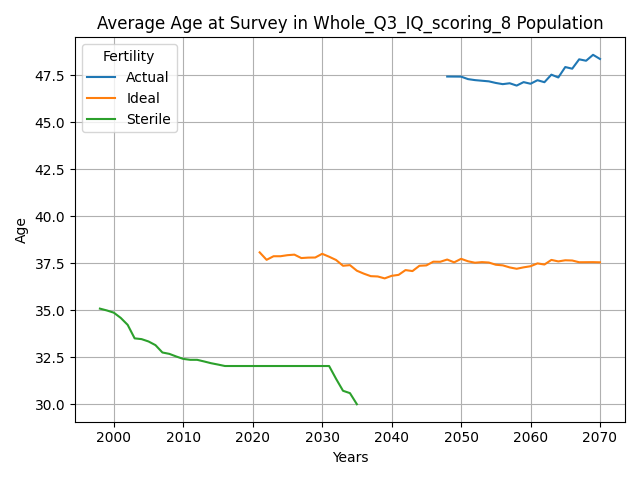 Average Age at Survey in Whole_Q3_IQ_scoring_8 Population
Fertility
Actual
Ideal
Sterile
47.5
45.0
42.5
40.0
37.5
35.0
32.5
30.0
Age
2000 2010 2020 2030 2040 2050 2060 2070
Years